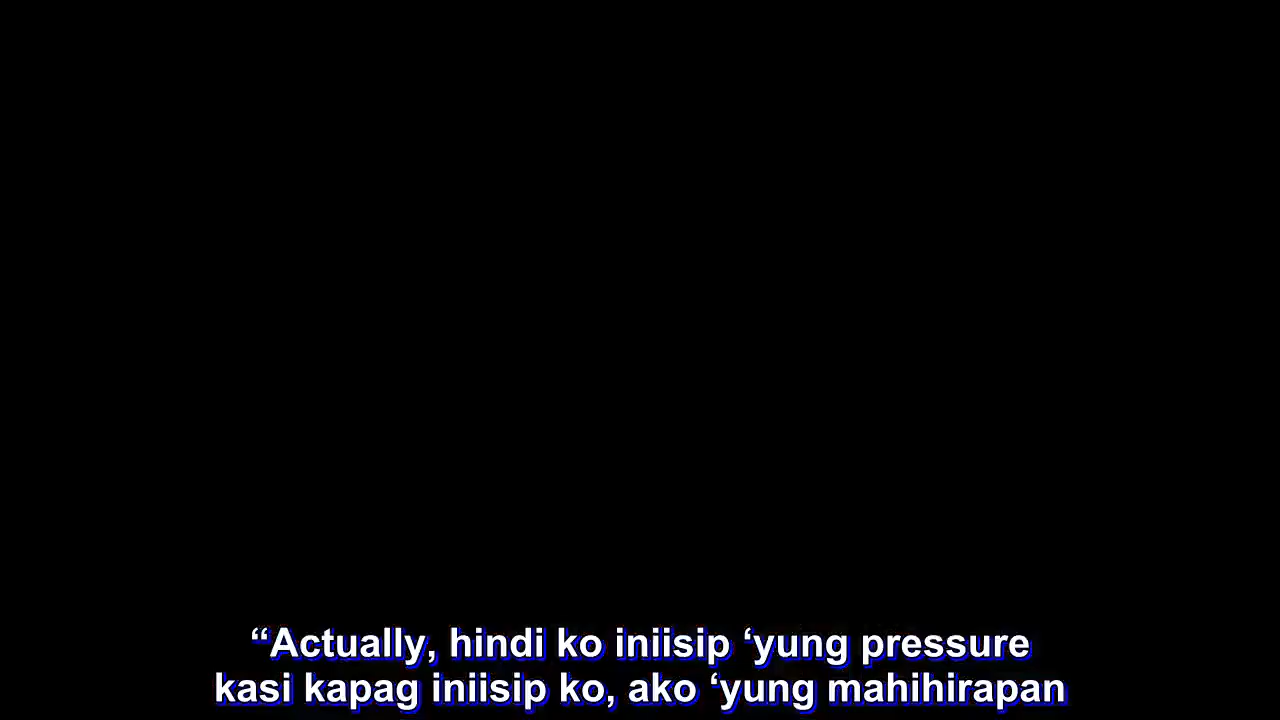 “Actually, hindi ko iniisip ‘yung pressure
kasi kapag iniisip ko, ako ‘yung mahihirapan